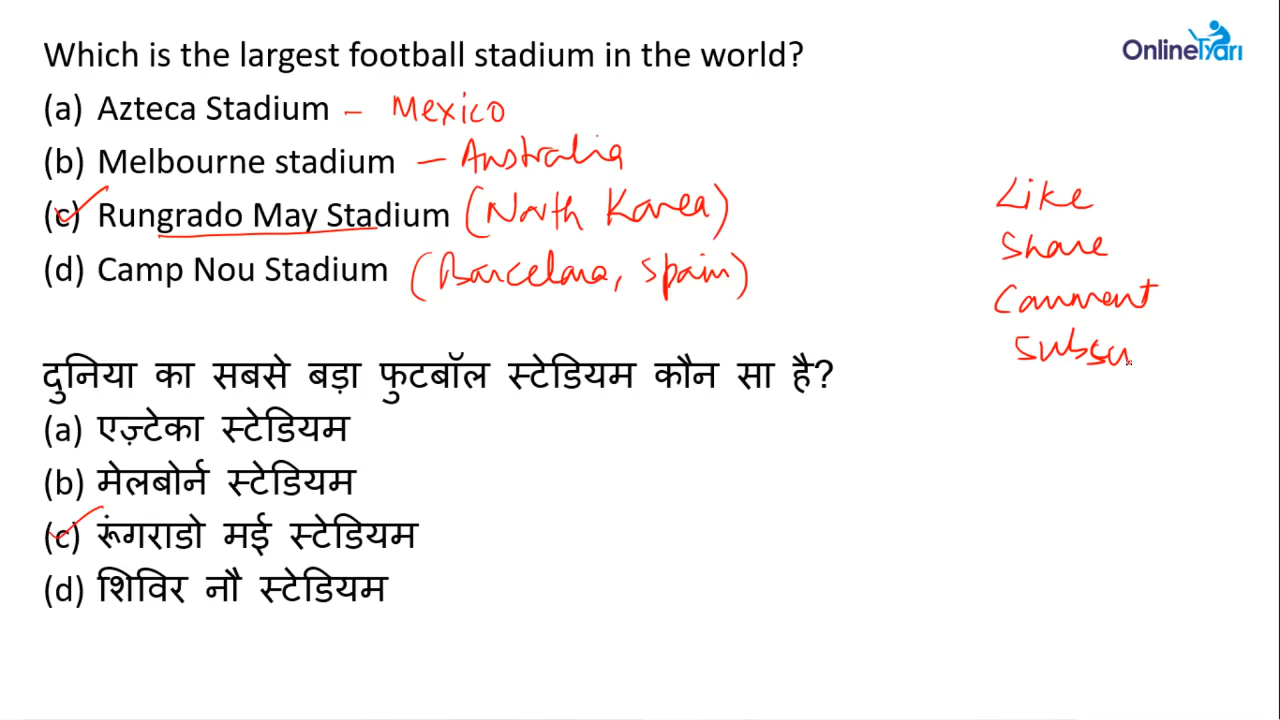 Which is the largest football stadium in the world?
OnlineTyari
(a) Azteca Stadium – Mexico
(b) Melbourne stadium – Australia
(c) Rungrado May Stadium (North Korea)
(d) Camp Nou Stadium (Barcelona, Spain)
Like
Share
Comment
Subscr
दुनिया का सबसे बड़ा फुटबॉल स्टेडियम कौन सा है?
(a) एज़्टेका स्टेडियम
(b) मेलबोर्न स्टेडियम
(c) रूंगराडो मई स्टेडियम
(d) शिविर नौ स्टेडियम